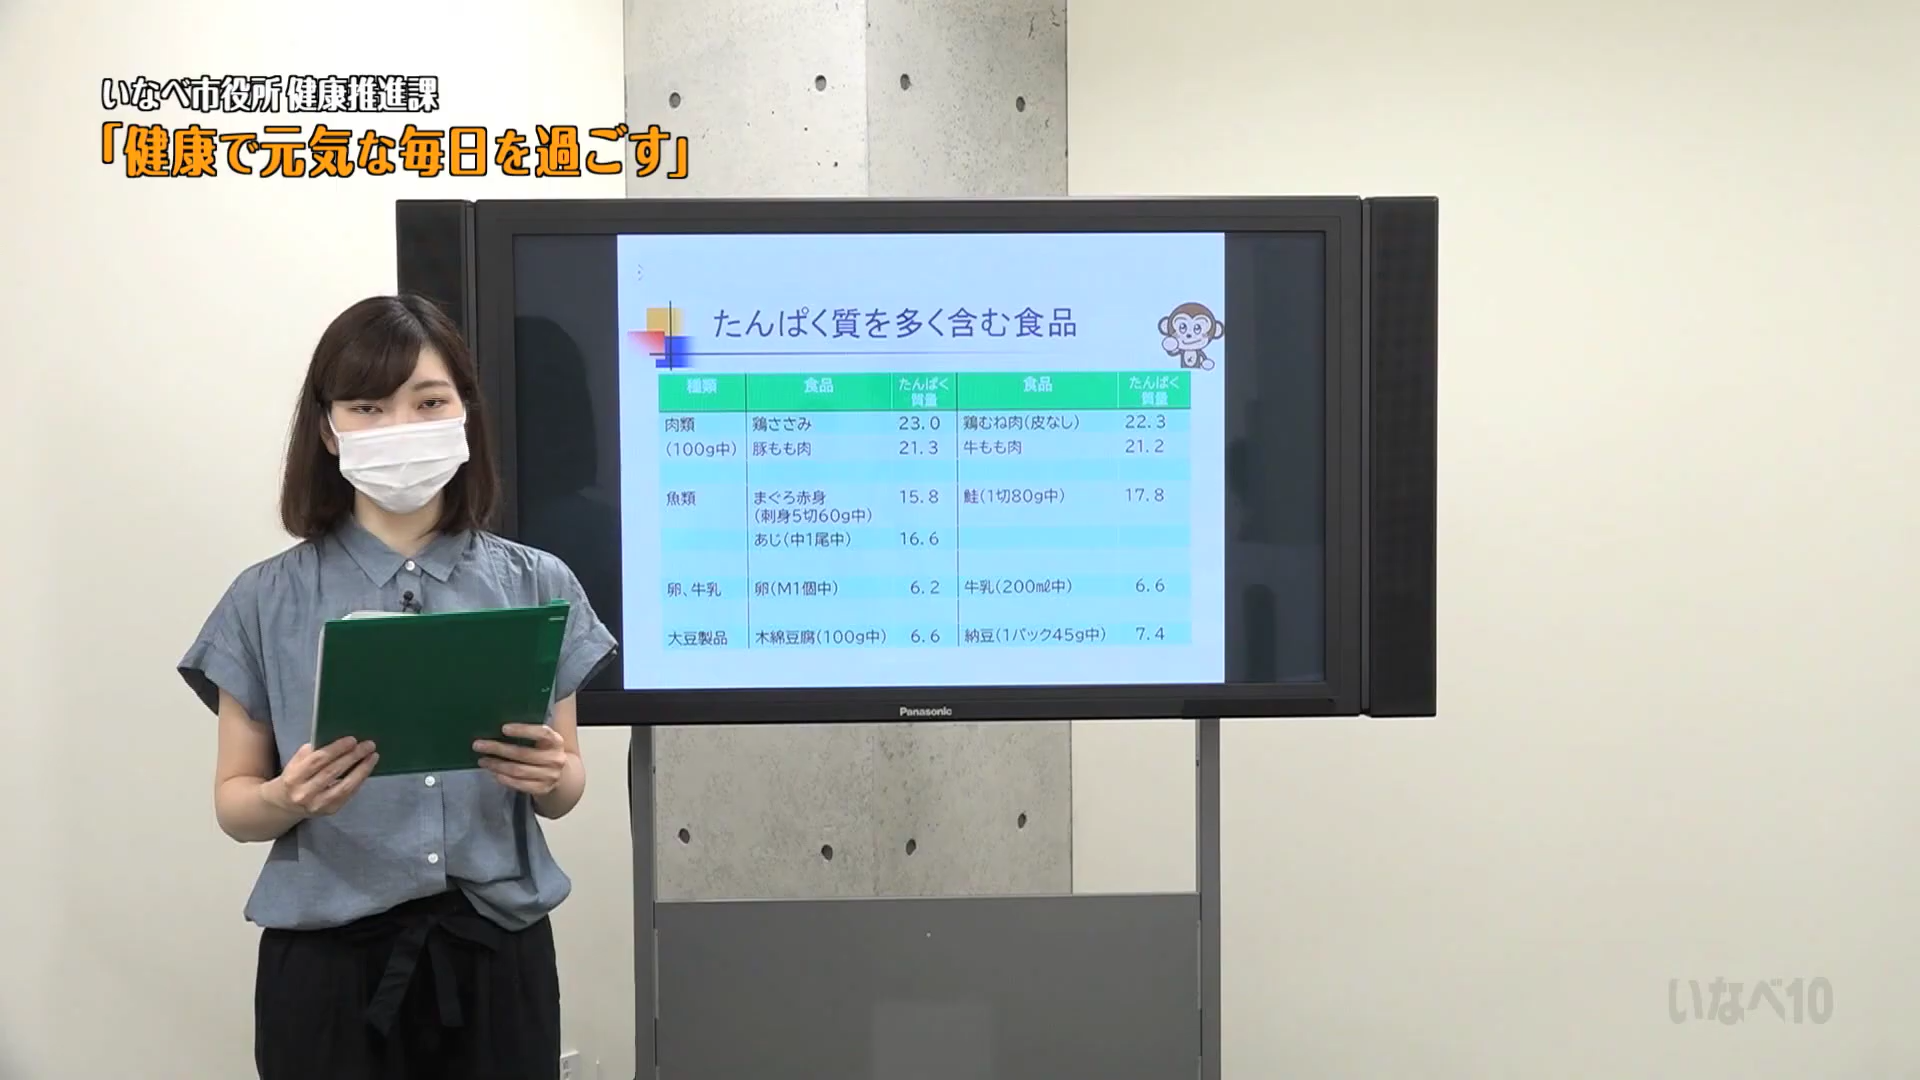 いなべ市役所 健康推進課
「健康で元気な毎日を過ごす」
たんぱく質を多く含む食品
種類 食品 たんぱく質量 食品 たんぱく質量
肉類 鶏ささみ 23.0 鶏むね肉(皮なし) 22.3
(100g中) 豚もも肉 21.3 牛もも肉 21.2
魚類 まぐろ赤身 15.8 鮭(1切80g中) 17.8
(刺身5切60g中)
あじ(中1尾中) 16.6
卵、牛乳 卵(M1個中) 6.2 牛乳(200㎖中) 6.6
大豆製品 木綿豆腐(100g中) 6.6 納豆(1パック45g中) 7.4
Panasonic
いなべ10